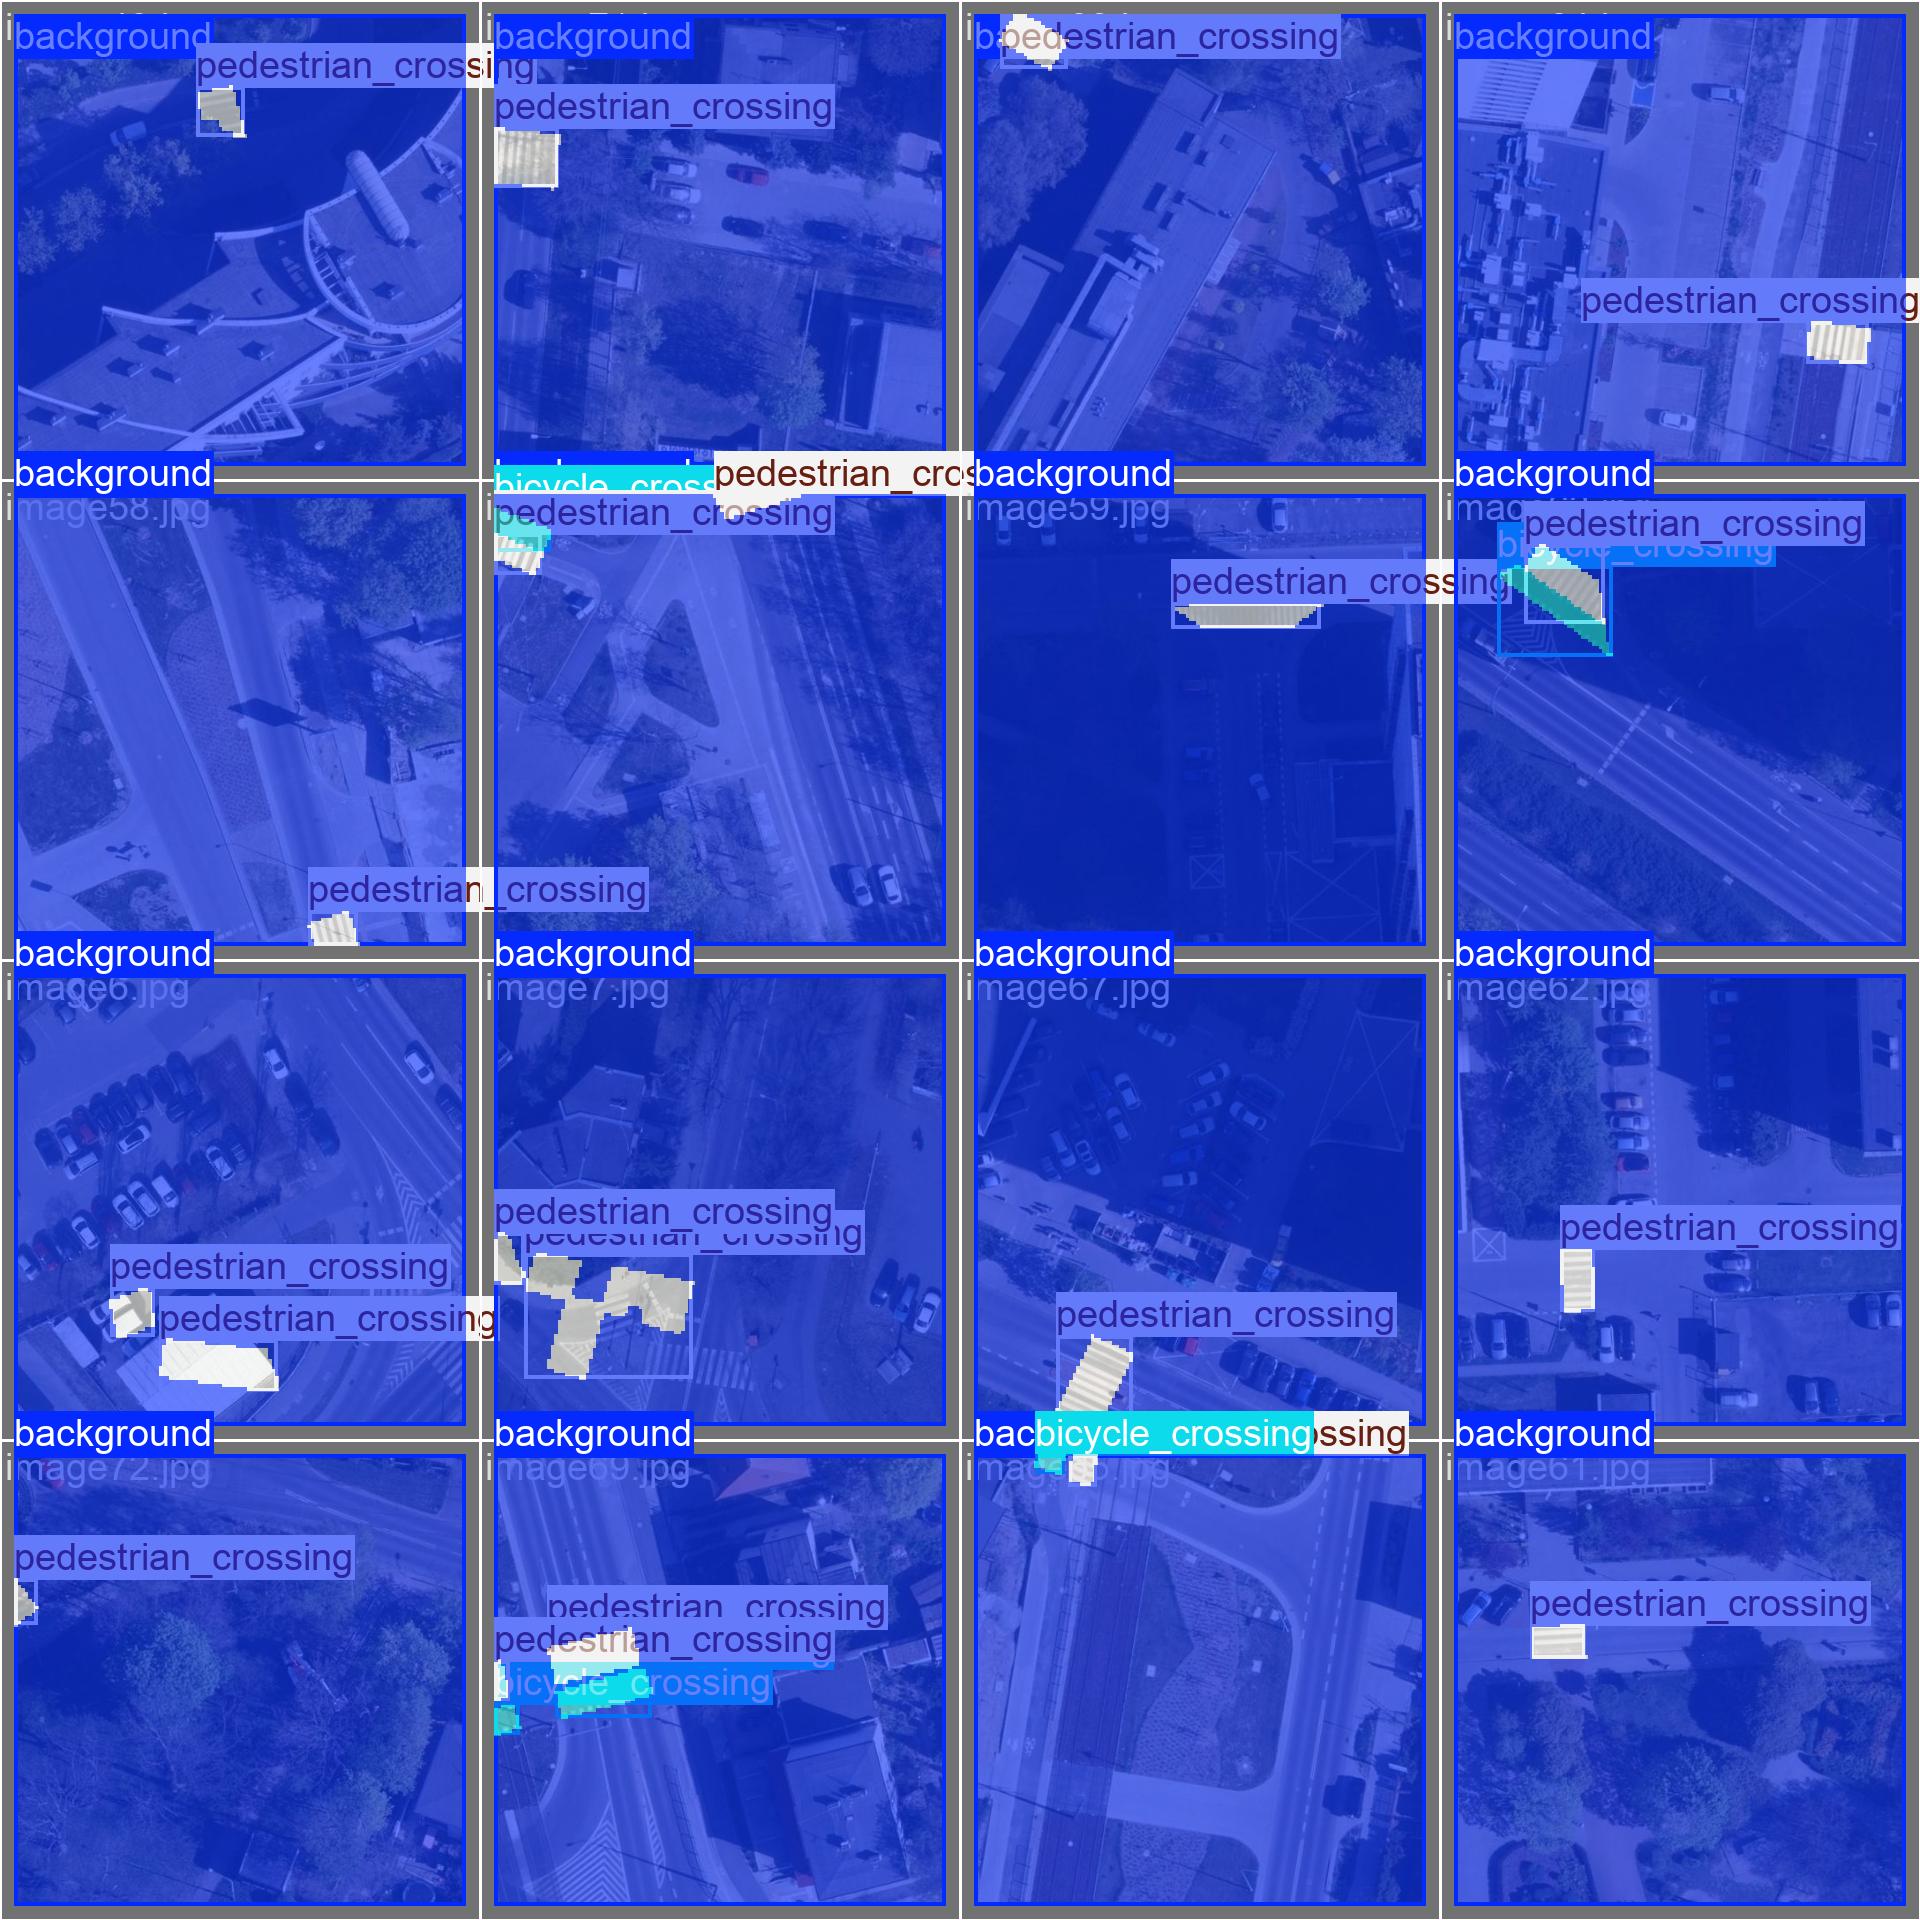 background
pedestrian_crossing
background
pedestrian_crossing
pedestrian_crossing
background
pedestrian_crossing
background
image58.jpg
pedestrian_crossing
pedestrian_crossing
background
image59.jpg
pedestrian_crossing
background
pedestrian_crossing
bicycle_crossing
pedestrian_crossing
background
image6.jpg
pedestrian_crossing
pedestrian_crossing
background
image7.jpg
pedestrian_crossing
pedestrian_crossing
background
image67.jpg
pedestrian_crossing
background
image62.jpg
pedestrian_crossing
background
image72.jpg
pedestrian_crossing
background
image69.jpg
pedestrian_crossing
pedestrian_crossing
bicycle_crossing
bicycle_crossing
background
image61.jpg
pedestrian_crossing